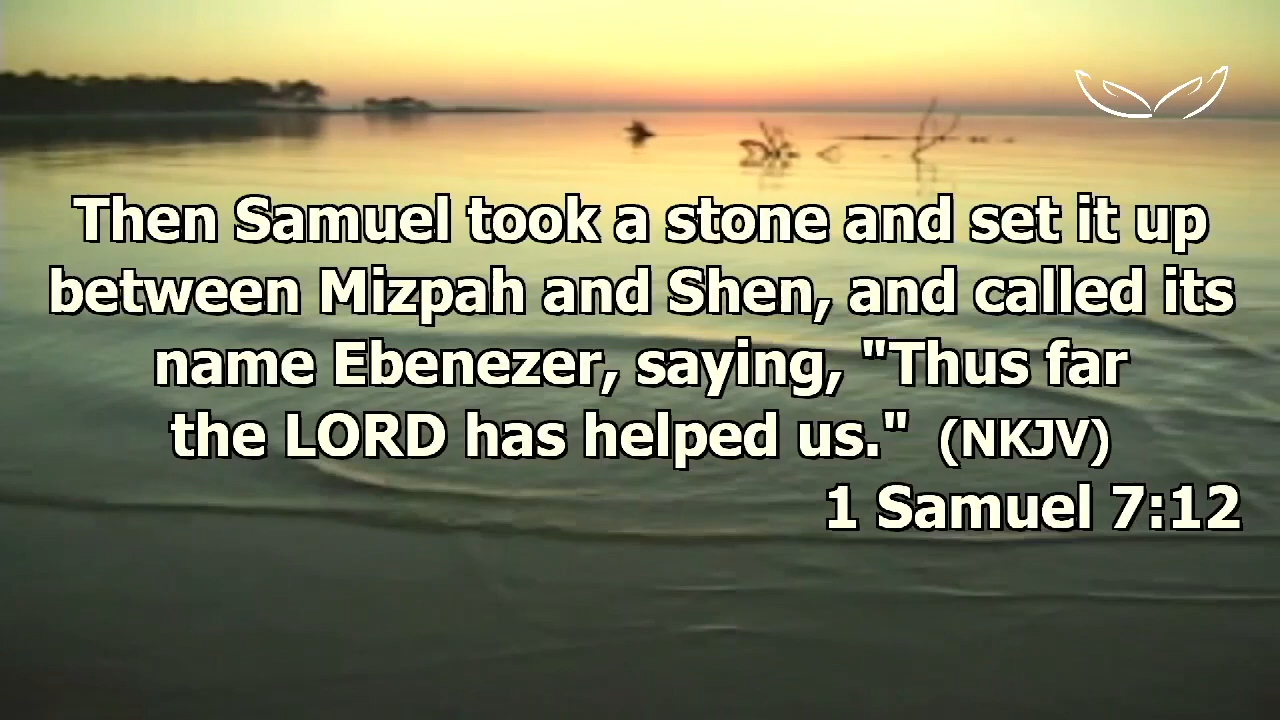 Then Samuel took a stone and set it up
between Mizpah and Shen, and called its
name Ebenezer, saying, "Thus far
the LORD has helped us." (NKJV)
1 Samuel 7:12